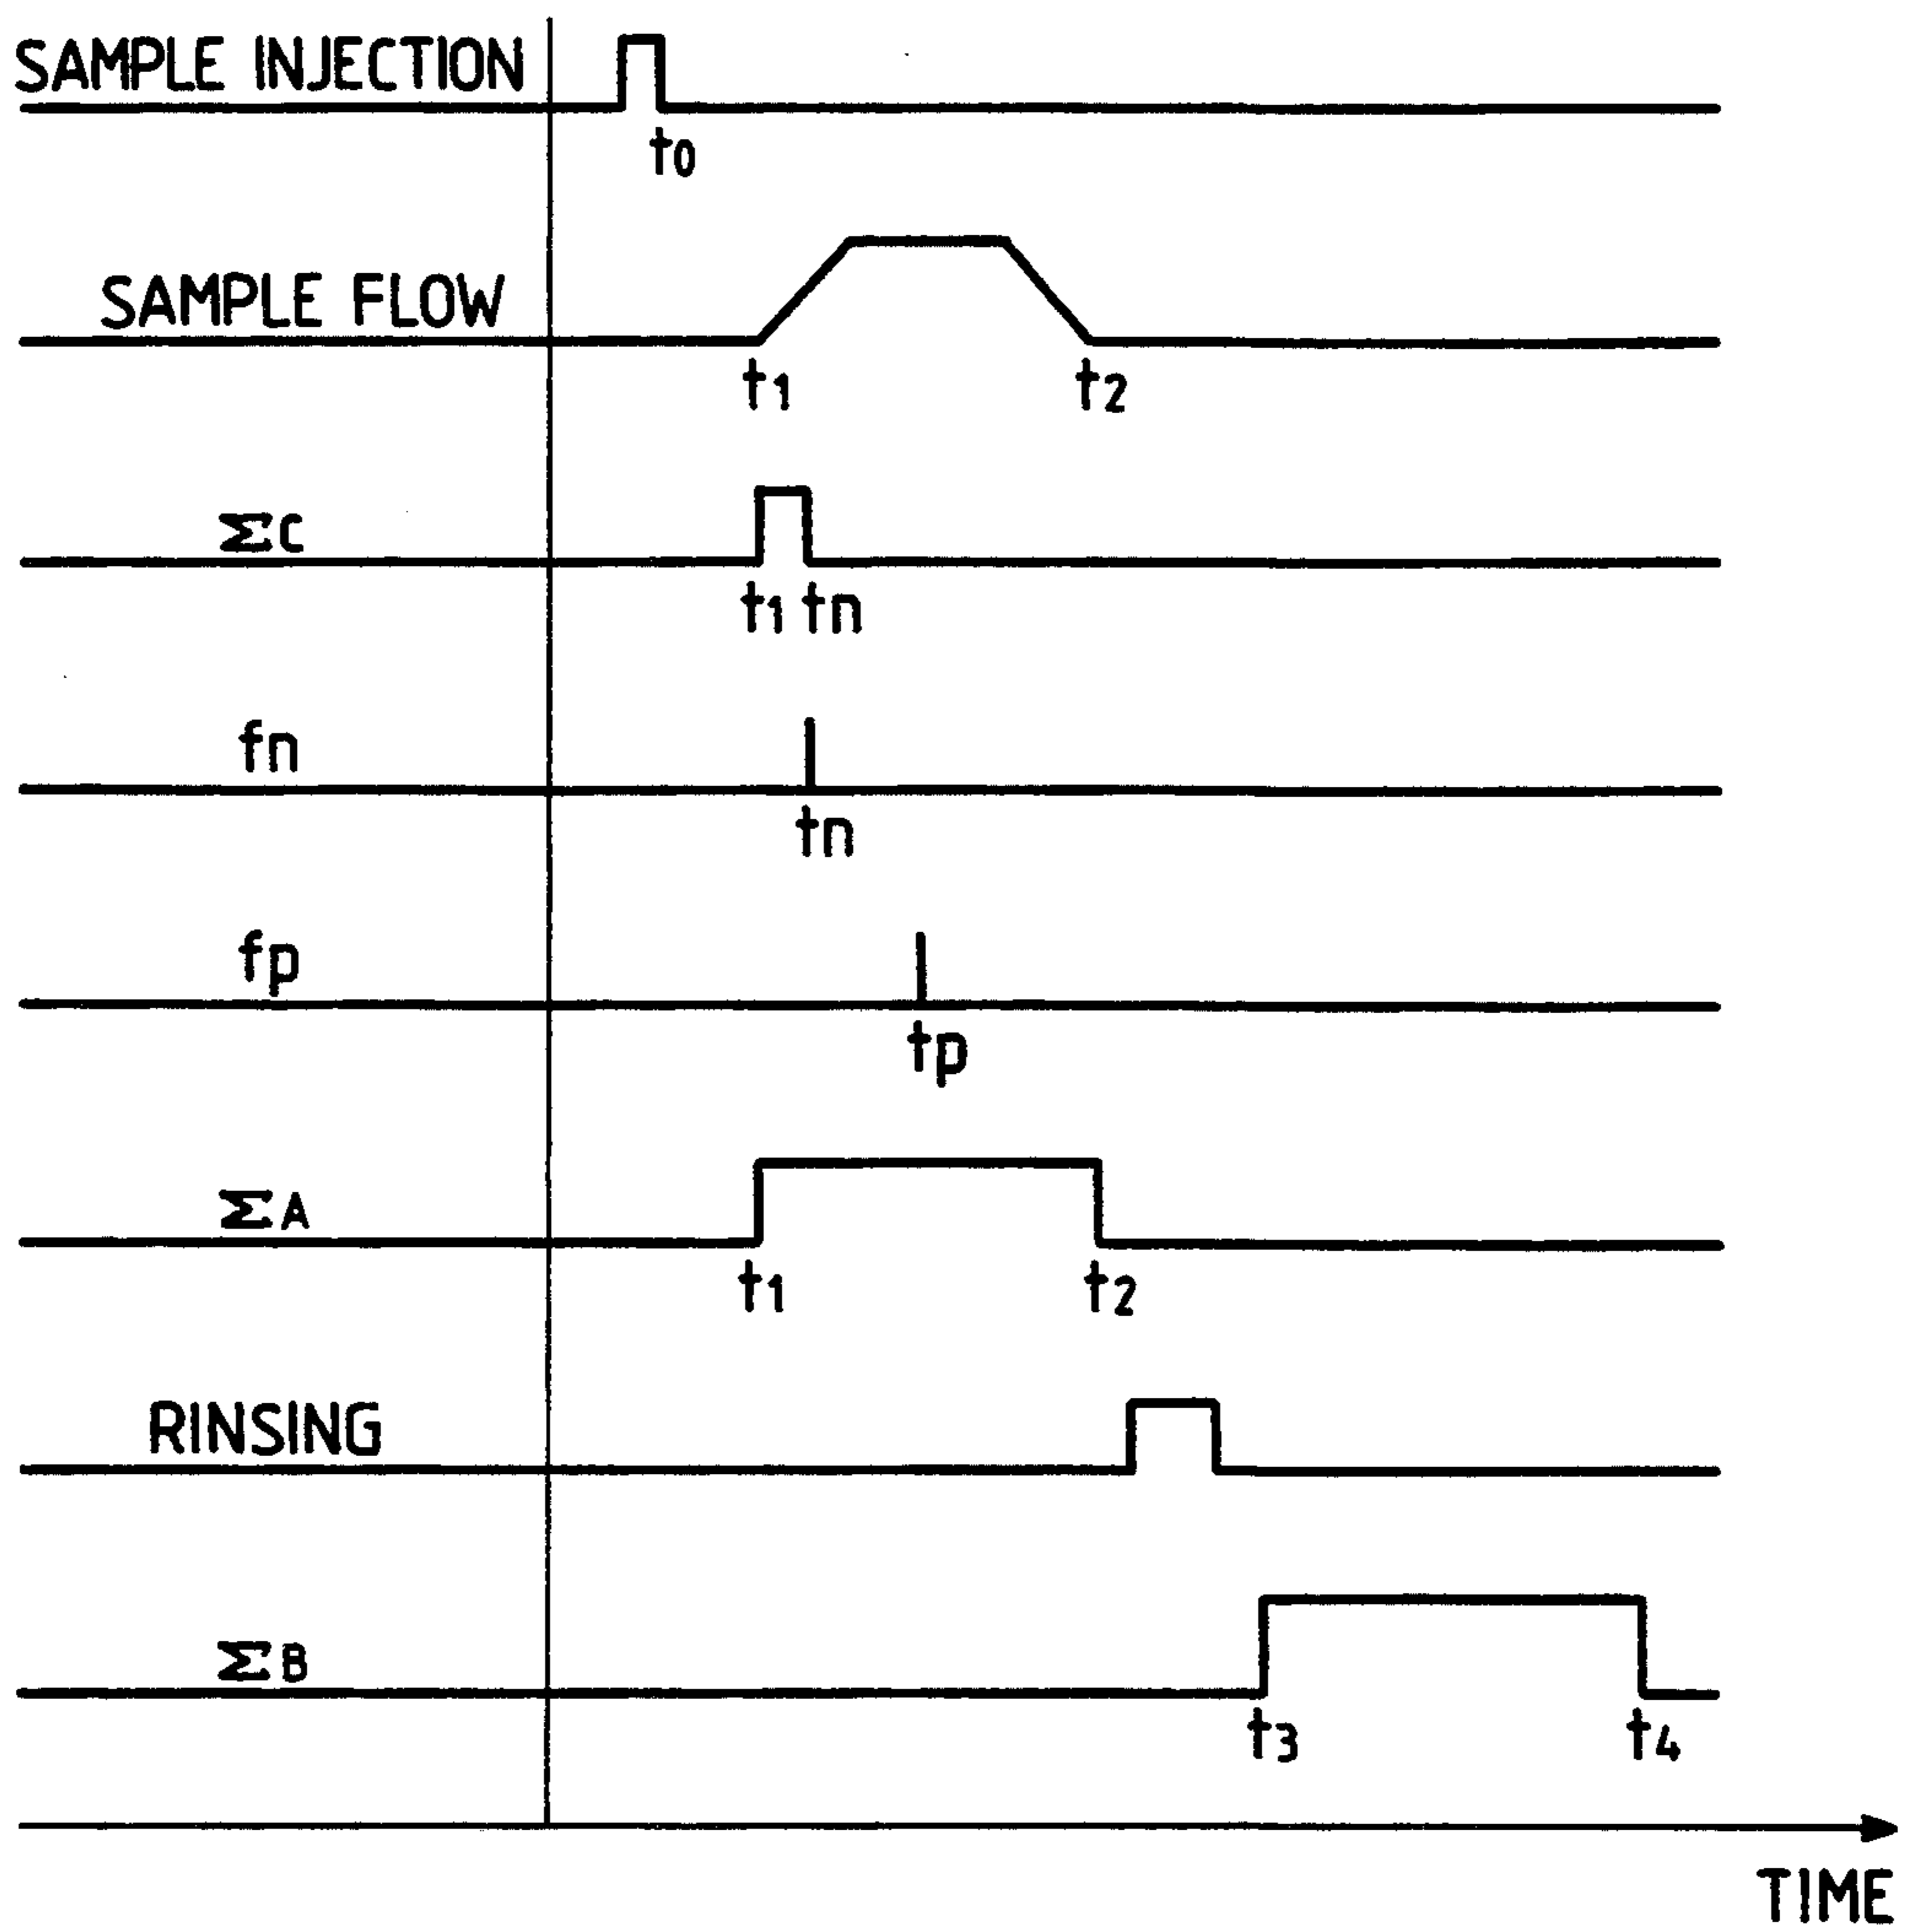 SAMPLE INJECTION
t0
SAMPLE FLOW
t1 t2
ΣC
t1 tn
fn
tn
fp
tp
ΣA
t1 t2
RINSING
ΣB
t3 t4
TIME